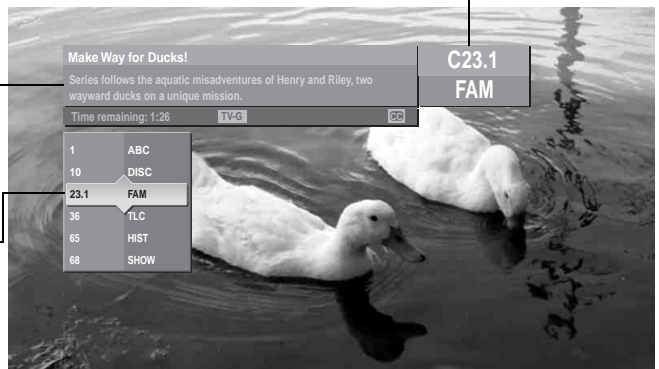 Make Way for Ducks!
Series follows the aquatic misadventures of Henry and Riley, two
wayward ducks on a unique mission.
Time remaining: 1:26 TV-G CC
C23.1
FAM
1 ABC
10 DISC
23.1 FAM
36 TLC
65 HIST
68 SHOW